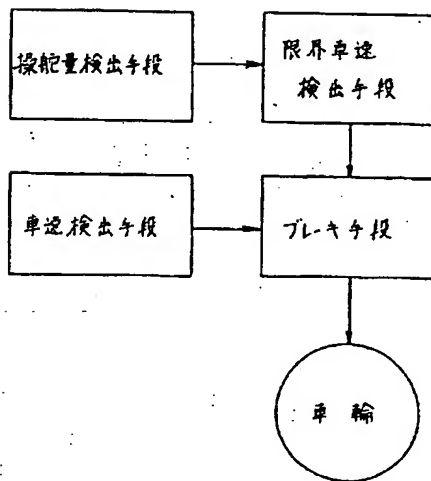 操舵量検出手段
限界車速
検出手段
車速検出手段
ブレーキ手段
車輪